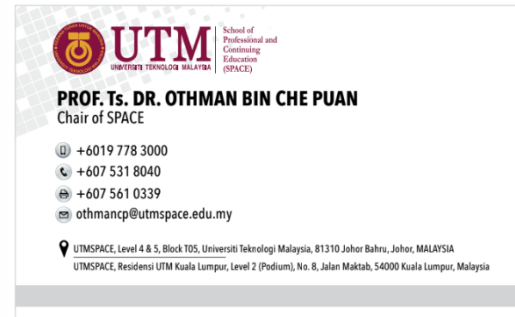 UTM
UNIVERSITI TEKNOLOGI MALAYSIA
School of
Professional and
Continuing
Education
(SPACE)
PROF. Ts. DR. OTHMAN BIN CHE PUAN
Chair of SPACE
+6019 778 3000
+607 531 8040
+607 561 0339
othmancp@utmspace.edu.my
UTMSPACE, Level 4 & 5, Block T05, Universiti Teknologi Malaysia, 81310 Johor Bahru, Johor, MALAYSIA
UTMSPACE, Residensi UTM Kuala Lumpur, Level 2 (Podium), No. 8, Jalan Maktab, 54000 Kuala Lumpur, Malaysia